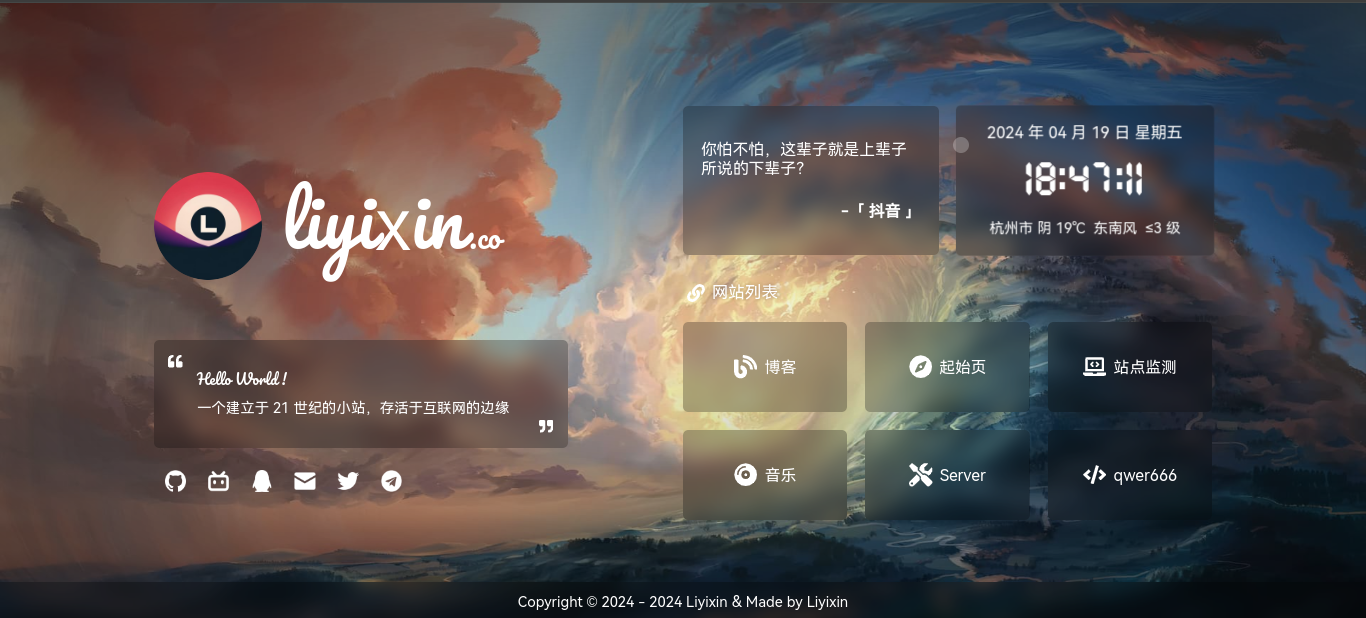 L
liyixin.co
Hello World !
一个建立于 21 世纪的小站，存活于互联网的边缘
你怕不怕，这辈子就是上辈子
所说的下辈子？
-「 抖音 」
2024 年 04 月 19 日 星期五
18:47:11
杭州市 阴 19℃ 东南风 ≤3 级
网站列表
博客
起始页
站点监测
音乐
Server
qwer666
Copyright © 2024 - 2024 Liyixin & Made by Liyixin